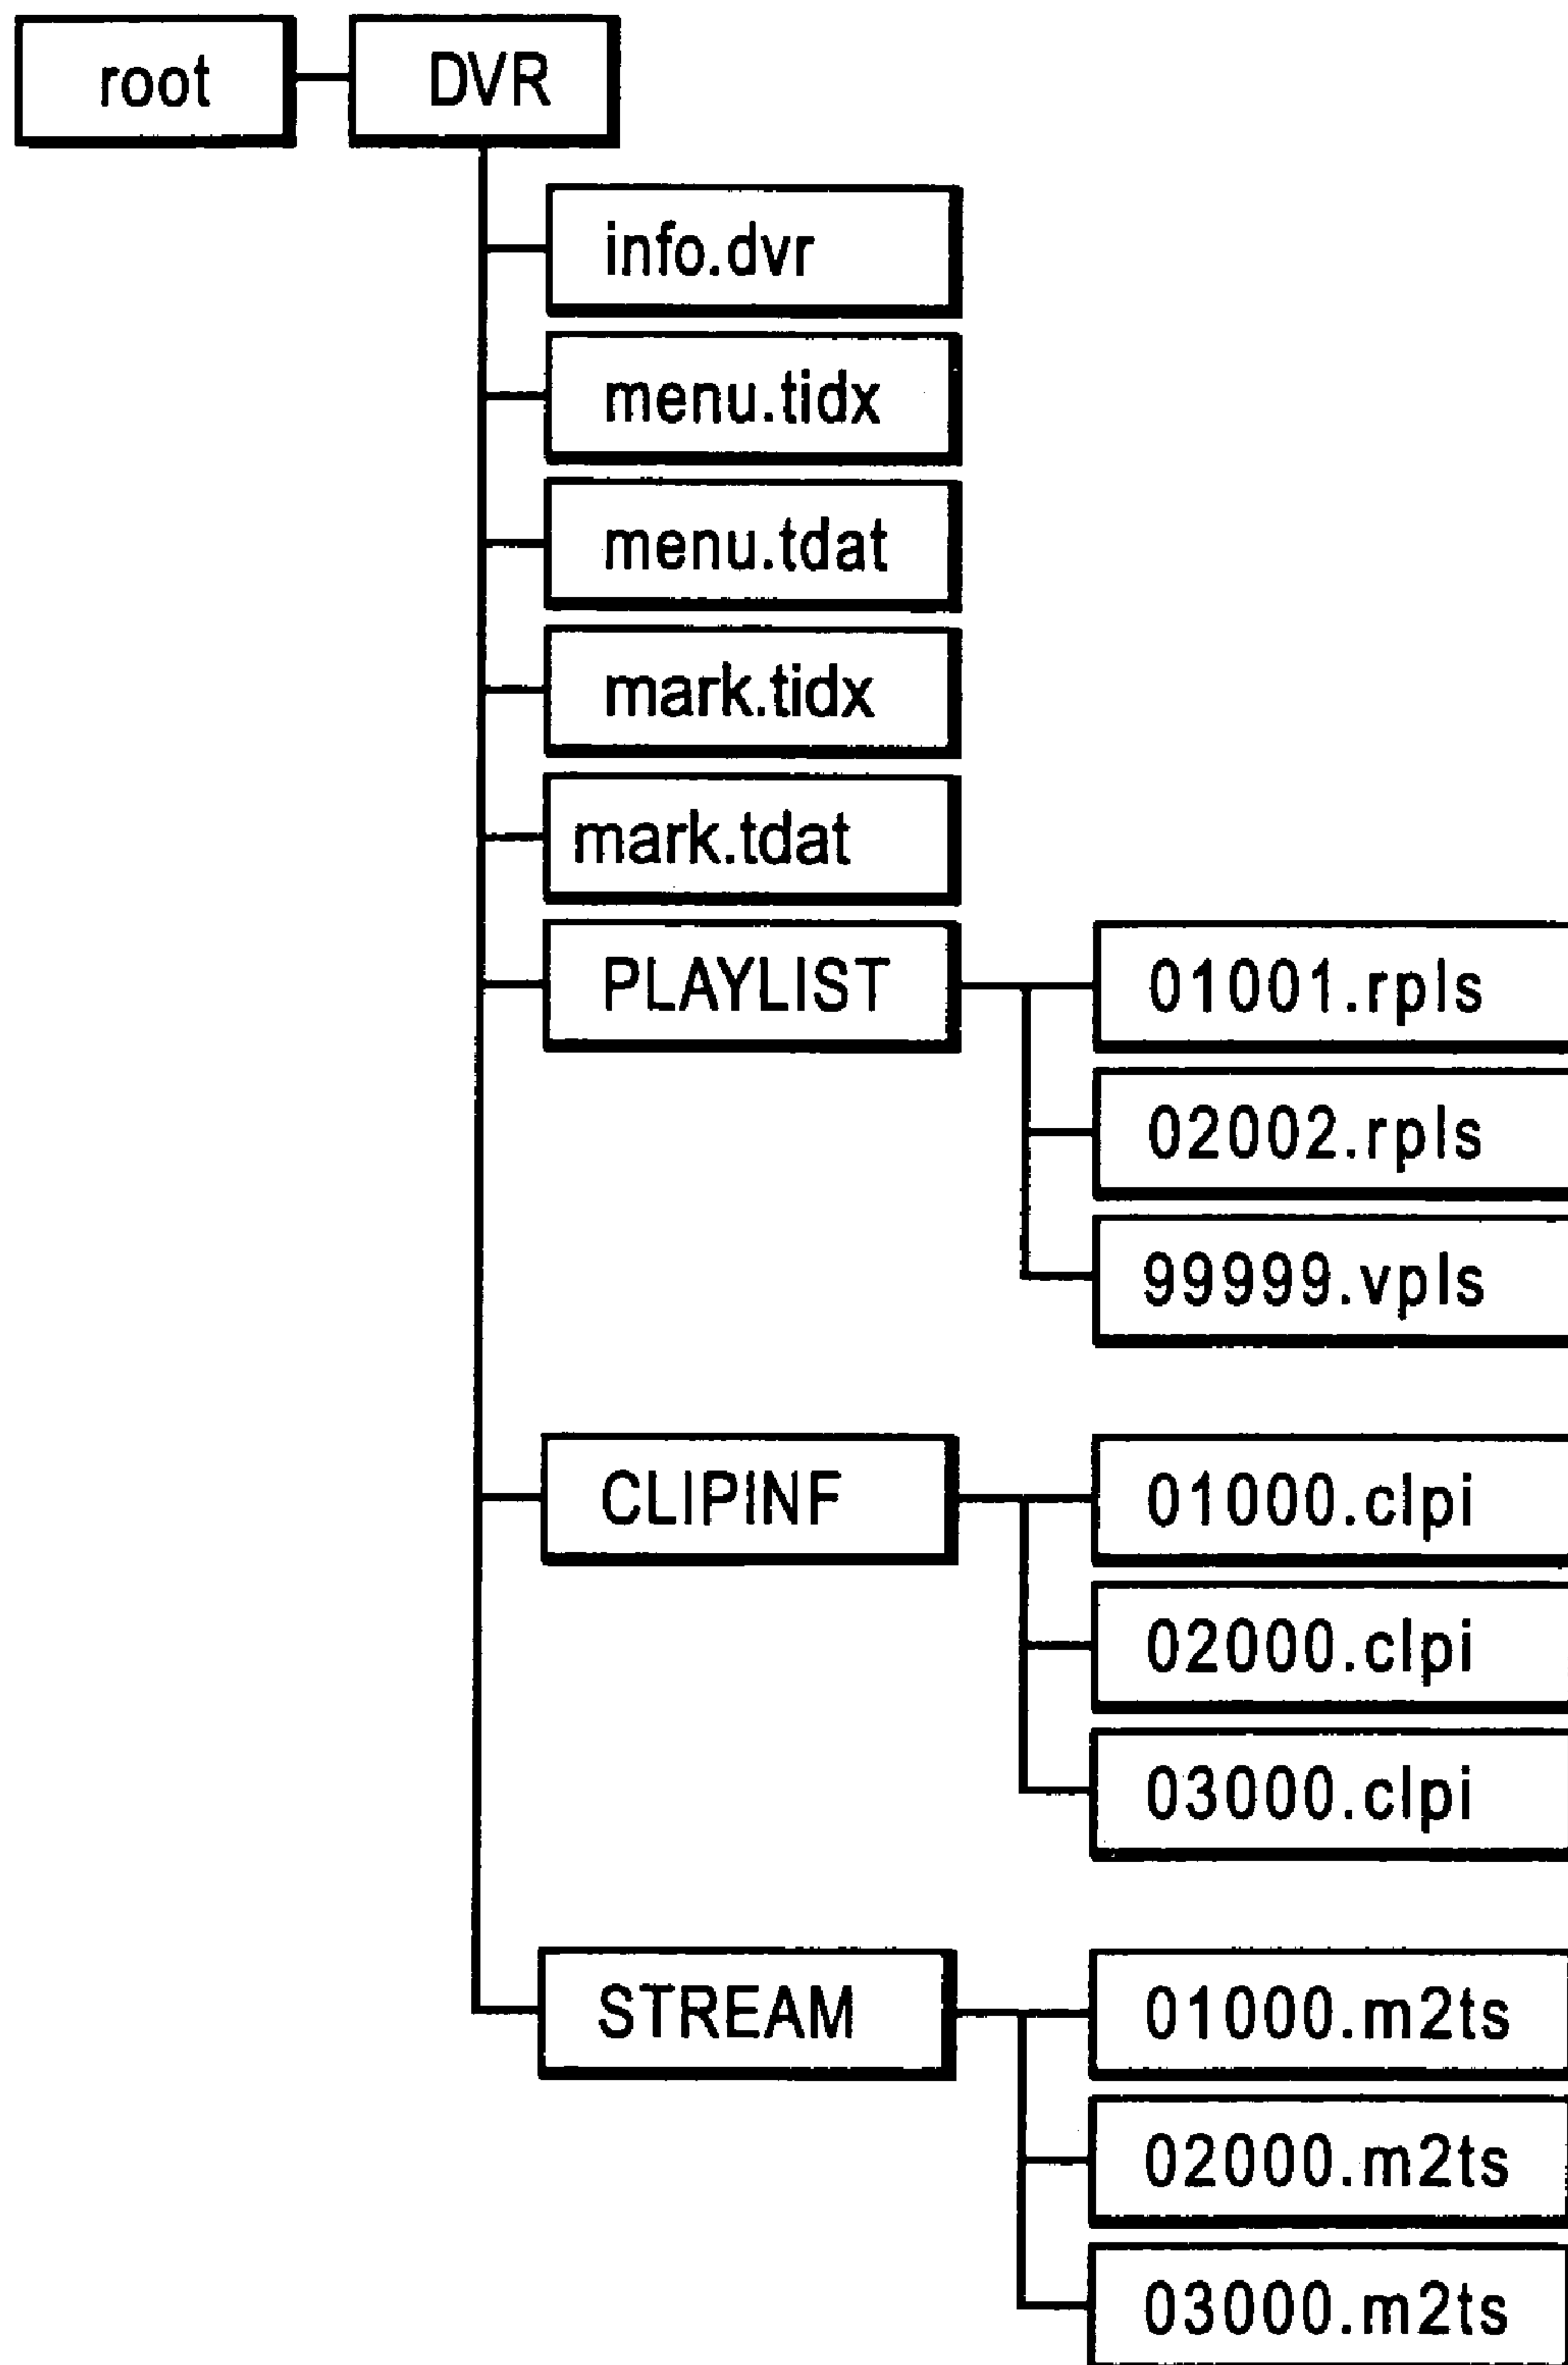 root
DVR
info.dvr
menu.tidx
menu.tdat
mark.tidx
mark.tdat
PLAYLIST
01001.rpls
02002.rpls
99999.vpls
CLIPINF
01000.clpi
02000.clpi
03000.clpi
STREAM
01000.m2ts
02000.m2ts
03000.m2ts